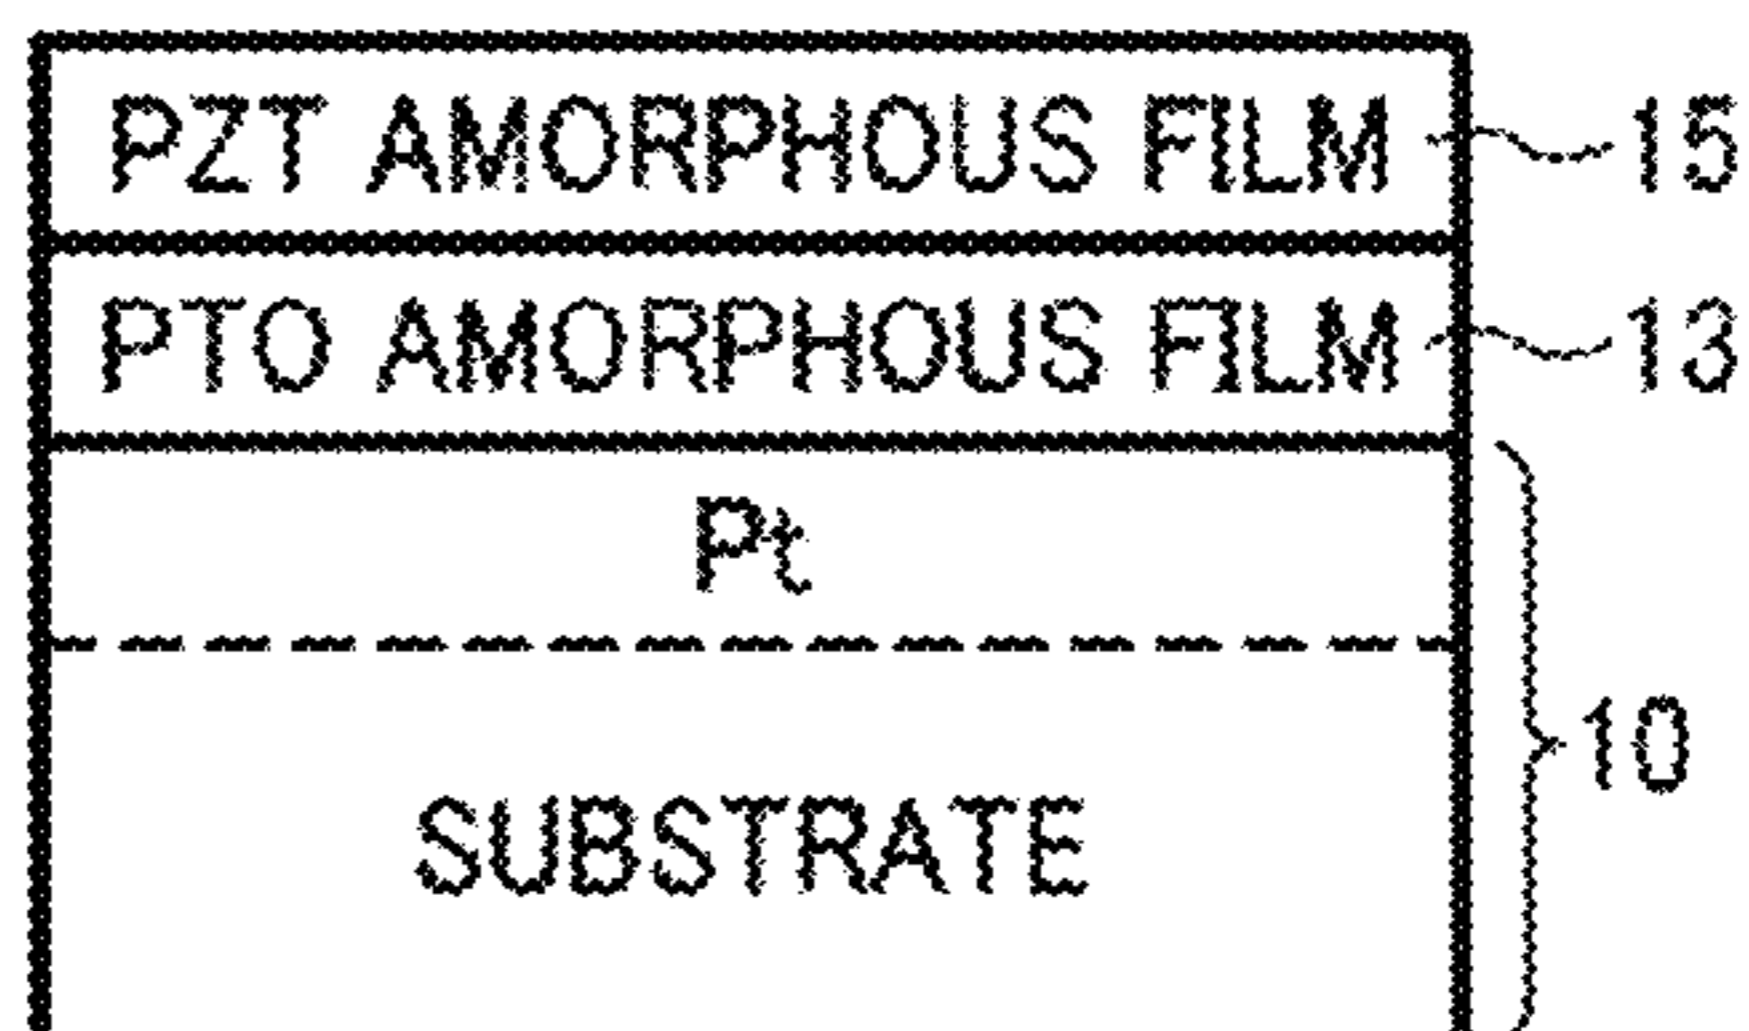 PZT AMORPHOUS FILM 15
PTO AMORPHOUS FILM 13
Pt
10
SUBSTRATE